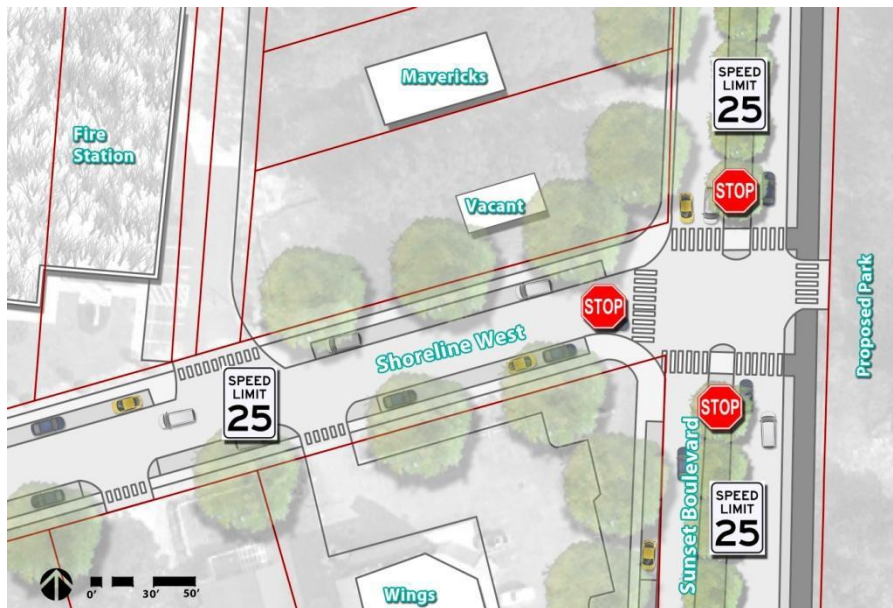 Mavericks
SPEED
LIMIT
25
Fire
Station
STOP
Vacant
Proposed Park
STOP
Shoreline West
SPEED
LIMIT
25
STOP
Sunset Boulevard
SPEED
LIMIT
25
0'
30'
50'
Wings